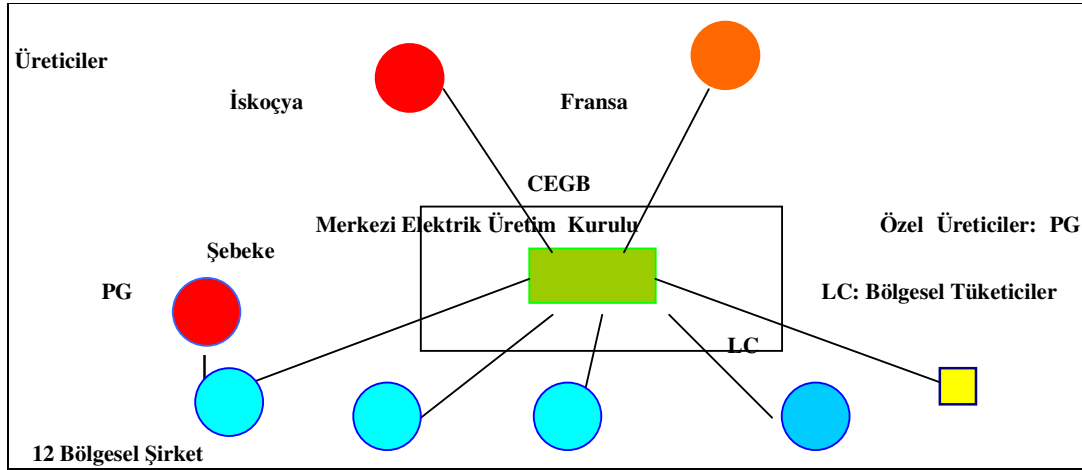 Üreticiler
İskoçya
Fransa
CEGB
Merkezi Elektrik Üretim Kurulu
Özel Üreticiler: PG
Şebeke
PG
LC: Bölgesel Tüketiciler
LC
12 Bölgesel Şirket